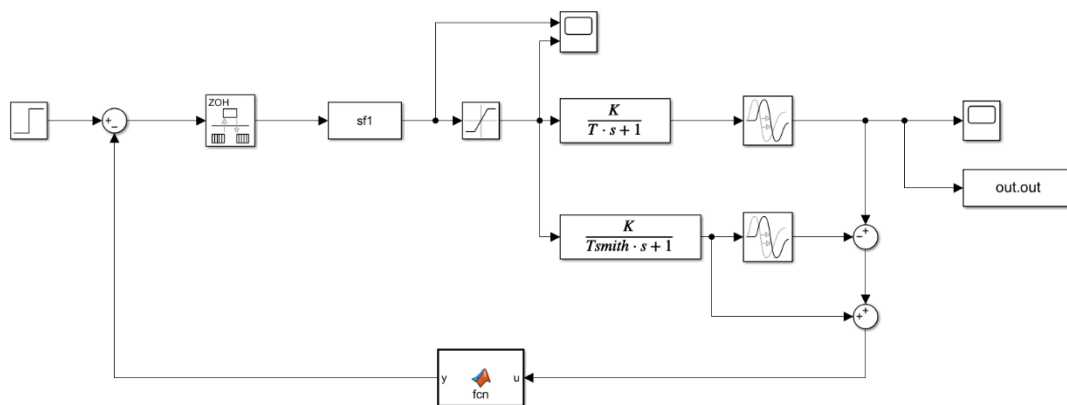 ZOH
sf1
K
T · s + 1
out.out
K
Tsmith · s + 1
y
u
fcn